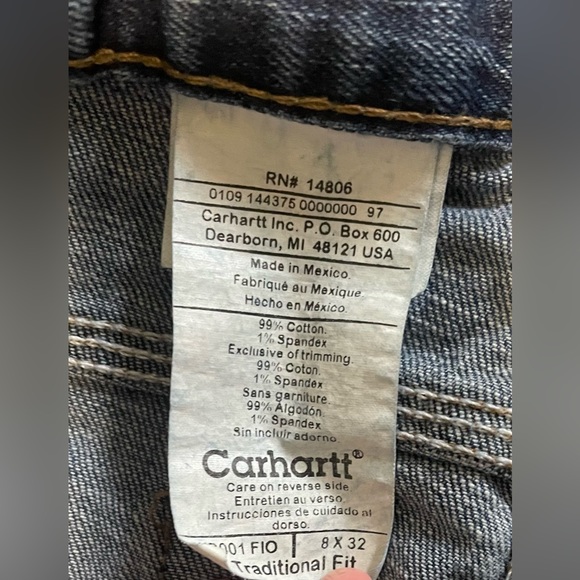 RN# 14806
0109 144375 0000000 97
Carhartt Inc. P.O. Box 600
Dearborn, MI 48121 USA
Made in Mexico.
Fabriqué au Mexique.
Hecho en México.
99% Cotton.
1% Spandex
Exclusive of trimming.
99% Coton.
1% Spandex
Sans garniture.
99% Algodón.
1% Spandex
Sin incluir adorno.
Carhartt®
Care on reverse side.
Entretien au verso.
Instrucciones de cuidado al
dorso.
001 FIO | 8 X 32
Traditional Fit